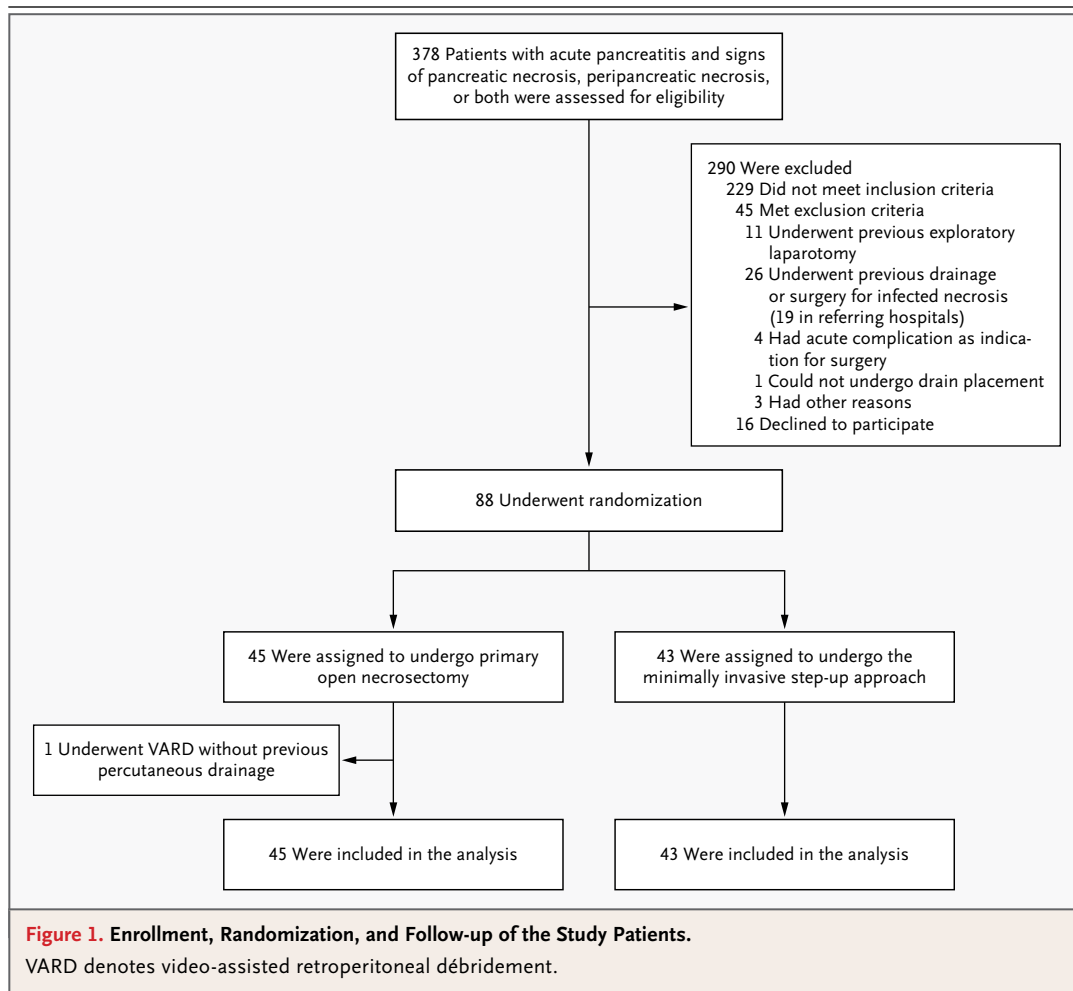 378 Patients with acute pancreatitis and signs
of pancreatic necrosis, peripancreatic necrosis,
or both were assessed for eligibility
290 Were excluded
229 Did not meet inclusion criteria
45 Met exclusion criteria
11 Underwent previous exploratory
laparotomy
26 Underwent previous drainage
or surgery for infected necrosis
(19 in referring hospitals)
4 Had acute complication as indica-
tion for surgery
1 Could not undergo drain placement
3 Had other reasons
16 Declined to participate
88 Underwent randomization
45 Were assigned to undergo primary
open necrosectomy
43 Were assigned to undergo the
minimally invasive step-up approach
1 Underwent VARD without previous
percutaneous drainage
45 Were included in the analysis
43 Were included in the analysis
Figure 1. Enrollment, Randomization, and Follow-up of the Study Patients.
VARD denotes video-assisted retroperitoneal débridement.